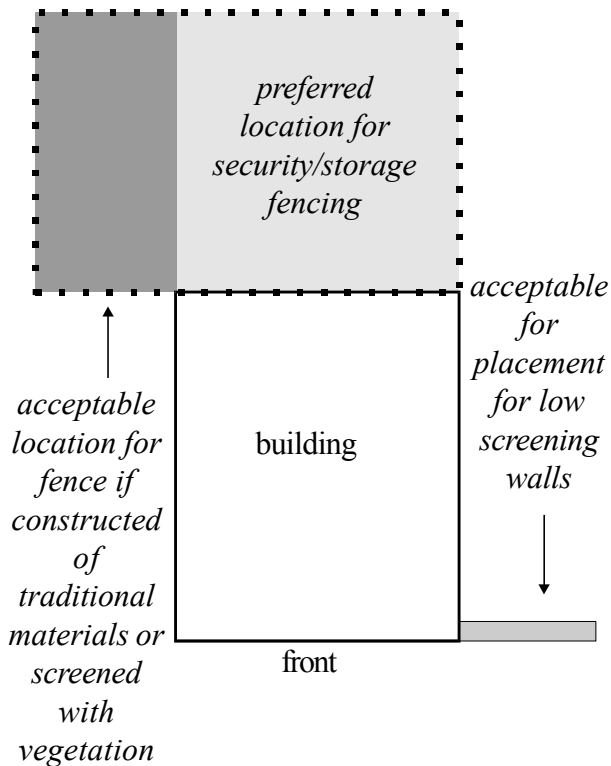 preferred
location for
security/storage
fencing
acceptable
for
placement
for low
screening
walls
acceptable
location for
fence if
constructed
of
traditional
materials or
screened
with
vegetation
building
front